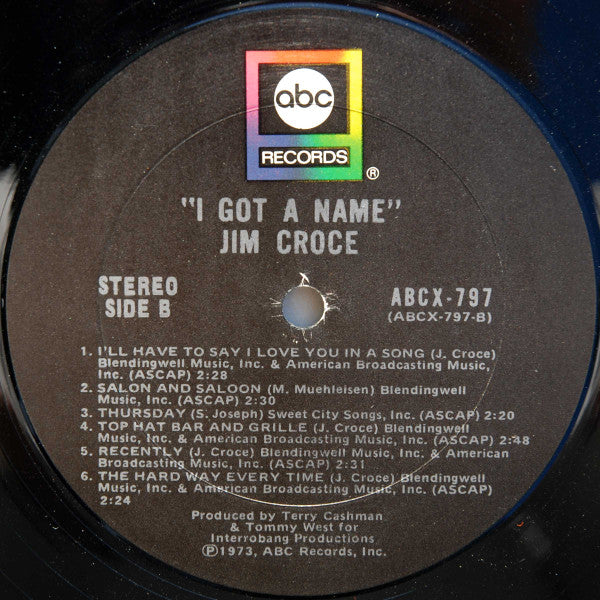 abc
RECORDS
®
"I GOT A NAME"
JIM CROCE
STEREO
SIDE B
ABCX-797
(ABCX-797-B)
1. I'LL HAVE TO SAY I LOVE YOU IN A SONG (J. Croce)
Blendingwell Music, Inc. & American Broadcasting Music,
Inc. (ASCAP) 2:28
2. SALON AND SALOON (M. Muehleisen) Blendingwell
Music, Inc. (ASCAP) 2:30
3. THURSDAY (S. Joseph) Sweet City Songs, Inc. (ASCAP) 2:20
4. TOP HAT BAR AND GRILLE (J. Croce) Blendingwell
Music, Inc. & American Broadcasting Music, Inc. (ASCAP) 2:48
5. RECENTLY (J. Croce) Blendingwell Music, Inc. & American
Broadcasting Music, Inc. (ASCAP) 2:31
6. THE HARD WAY EVERY TIME (J. Croce) Blendingwell
Music, Inc. & American Broadcasting Music, Inc. (ASCAP)
2:24
Produced by Terry Cashman
& Tommy West for
Interrobang Productions
Ⓟ1973, ABC Records, Inc.